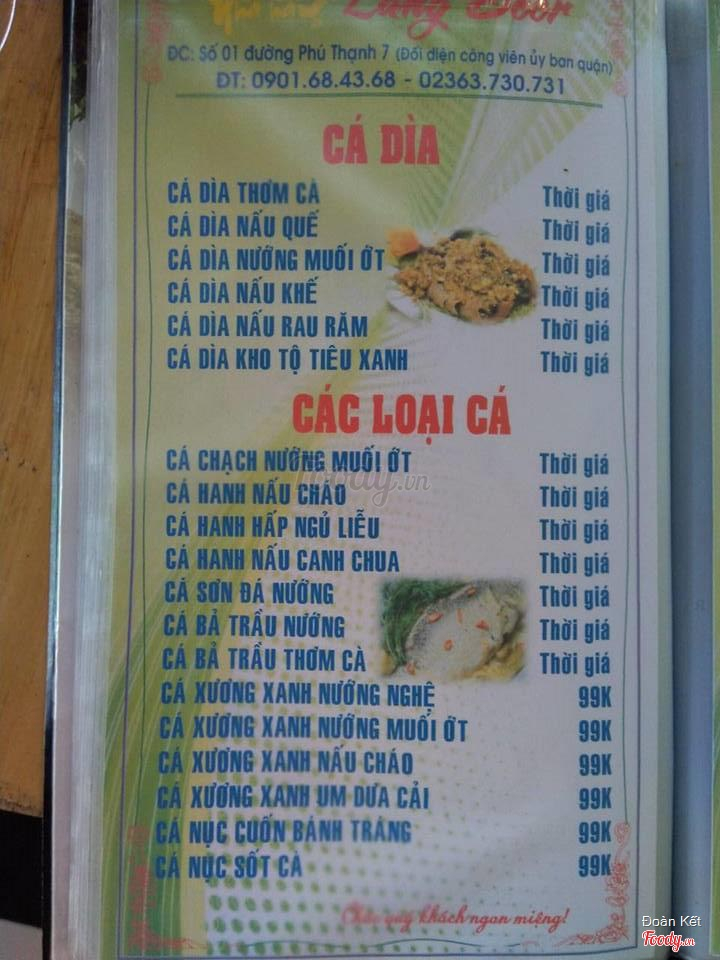 ĐC: Số 01 đường Phú Thạnh 7 (Đối diện công viên ủy ban quận)
ĐT: 0901.68.43.68 - 02363.730.731
CÁ DÌA
CÁ DÌA THƠM CÀ Thời giá
CÁ DÌA NẤU QUẾ Thời giá
CÁ DÌA NƯỚNG MUỐI ỚT Thời giá
CÁ DÌA NẤU KHẾ Thời giá
CÁ DÌA NẤU RAU RĂM Thời giá
CÁ DÌA KHO TỘ TIÊU XANH Thời giá
CÁC LOẠI CÁ
CÁ CHẠCH NƯỚNG MUỐI ỚT Thời giá
Foody.vn
CÁ HANH NẤU CHÁO Thời giá
CÁ HANH HẤP NGỦ LIỄU Thời giá
CÁ HANH NẤU CANH CHUA Thời giá
CÁ SƠN ĐÁ NƯỚNG Thời giá
CÁ BẢ TRẦU NƯỚNG Thời giá
CÁ BẢ TRẦU THƠM CÀ Thời giá
CÁ XƯƠNG XANH NƯỚNG NGHỆ 99K
CÁ XƯƠNG XANH NƯỚNG MUỐI ỚT 99K
CÁ XƯƠNG XANH NẤU CHÁO 99K
CÁ XƯƠNG XANH UM DƯA CẢI 99K
CÁ NỤC CUỐN BÁNH TRÁNG 99K
CÁ NỤC SỐT CÀ 99K
Chúc quý khách ngon miệng!
Đoàn Kết
Foody.vn